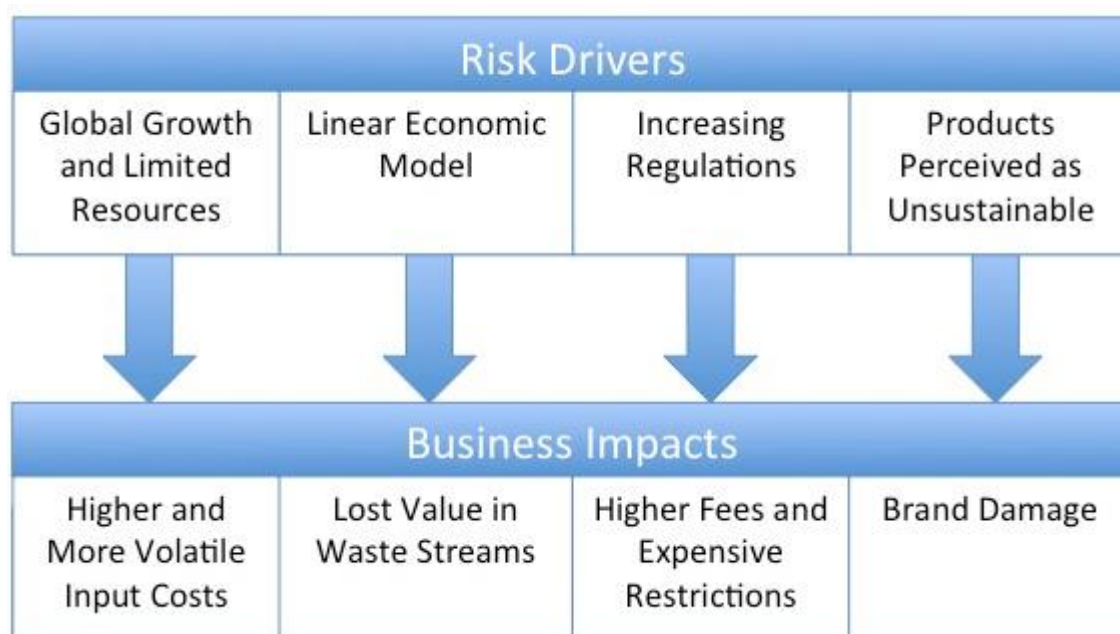 Risk Drivers
Global Growth
and Limited
Resources
Linear Economic
Model
Increasing
Regulations
Products
Perceived as
Unsustainable
Business Impacts
Higher and
More Volatile
Input Costs
Lost Value in
Waste Streams
Higher Fees and
Expensive
Restrictions
Brand Damage